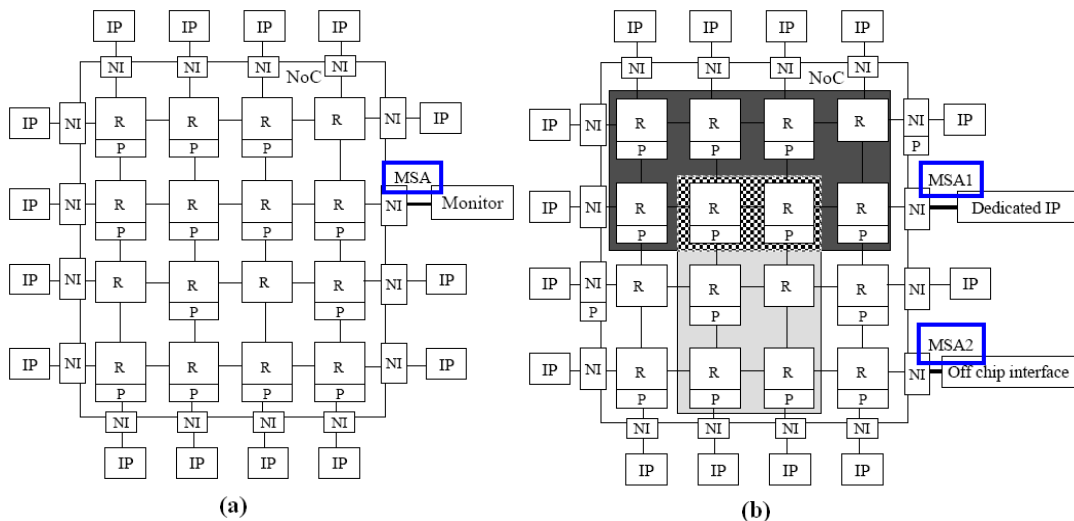 IP IP IP IP
NI NI NI NI
NoC
IP NI R R R R NI IP
P P P
MSA
IP NI R R R R NI Monitor
P P P P
IP NI R R R R NI IP
P P
IP NI R R R R NI IP
P P P P
NI NI NI NI
IP IP IP IP
(a)
IP IP IP IP
NI NI NI NI
NoC
IP NI R R R R NI IP
P P P P
MSA1
IP NI R R R R NI Dedicated IP
P P P P
IP NI R R R R NI IP
P P P
MSA2
IP NI R R R R NI Off chip interface
P P P P
NI NI NI NI
IP IP IP IP
(b)